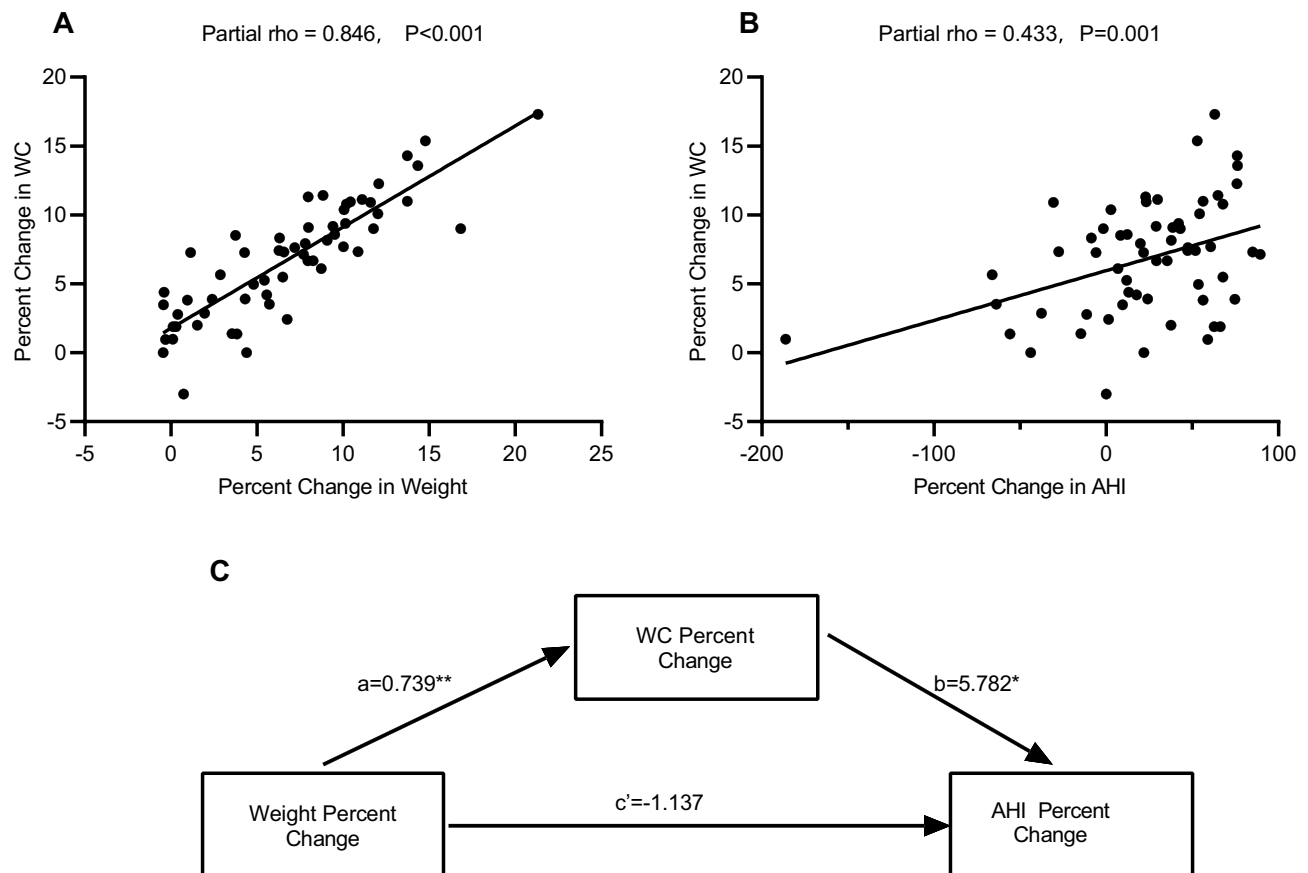 A
Partial rho = 0.846, P<0.001
Percent Change in WC
20
15
10
5
0
-5
-5
0
5
10
15
20
25
Percent Change in Weight
B
Partial rho = 0.433, P=0.001
Percent Change in WC
20
15
10
5
0
-5
-200
-100
0
100
Percent Change in AHI
C
WC Percent
Change
a=0.739**
b=5.782*
Weight Percent
Change
c’=-1.137
AHI Percent
Change